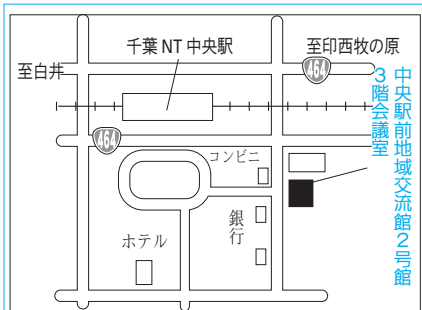 千葉NT中央駅
至印西牧の原
至白井
464
464
中央駅前地域交流館2号館
3階会議室
コンビニ
銀行
ホテル